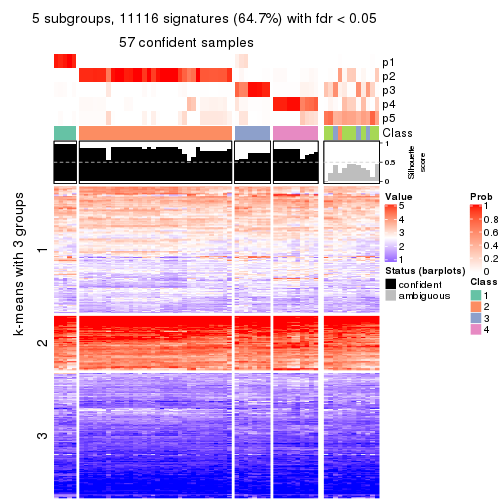 5 subgroups, 11116 signatures (64.7%) with fdr < 0.05
57 confident samples
p1
p2
p3
p4
p5
Class
1
0.5
0
Silhouette
score
k-means with 3 groups
1
2
3
Value
5
4
3
2
1
Status (barplots)
confident
ambiguous
Prob
1
0.8
0.6
0.4
0.2
0
Class
1
2
3
4